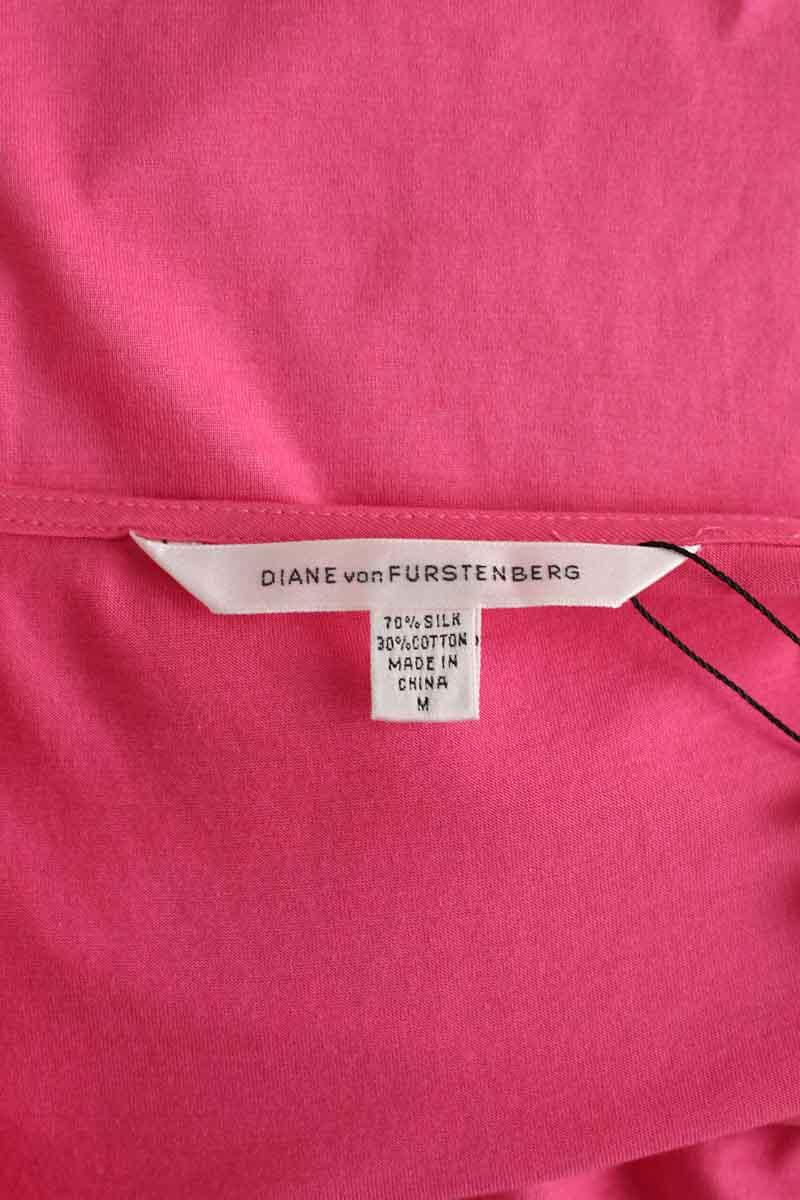 DIANE von FURSTENBERG
70% SILK
30% COTTON
MADE IN
CHINA
M